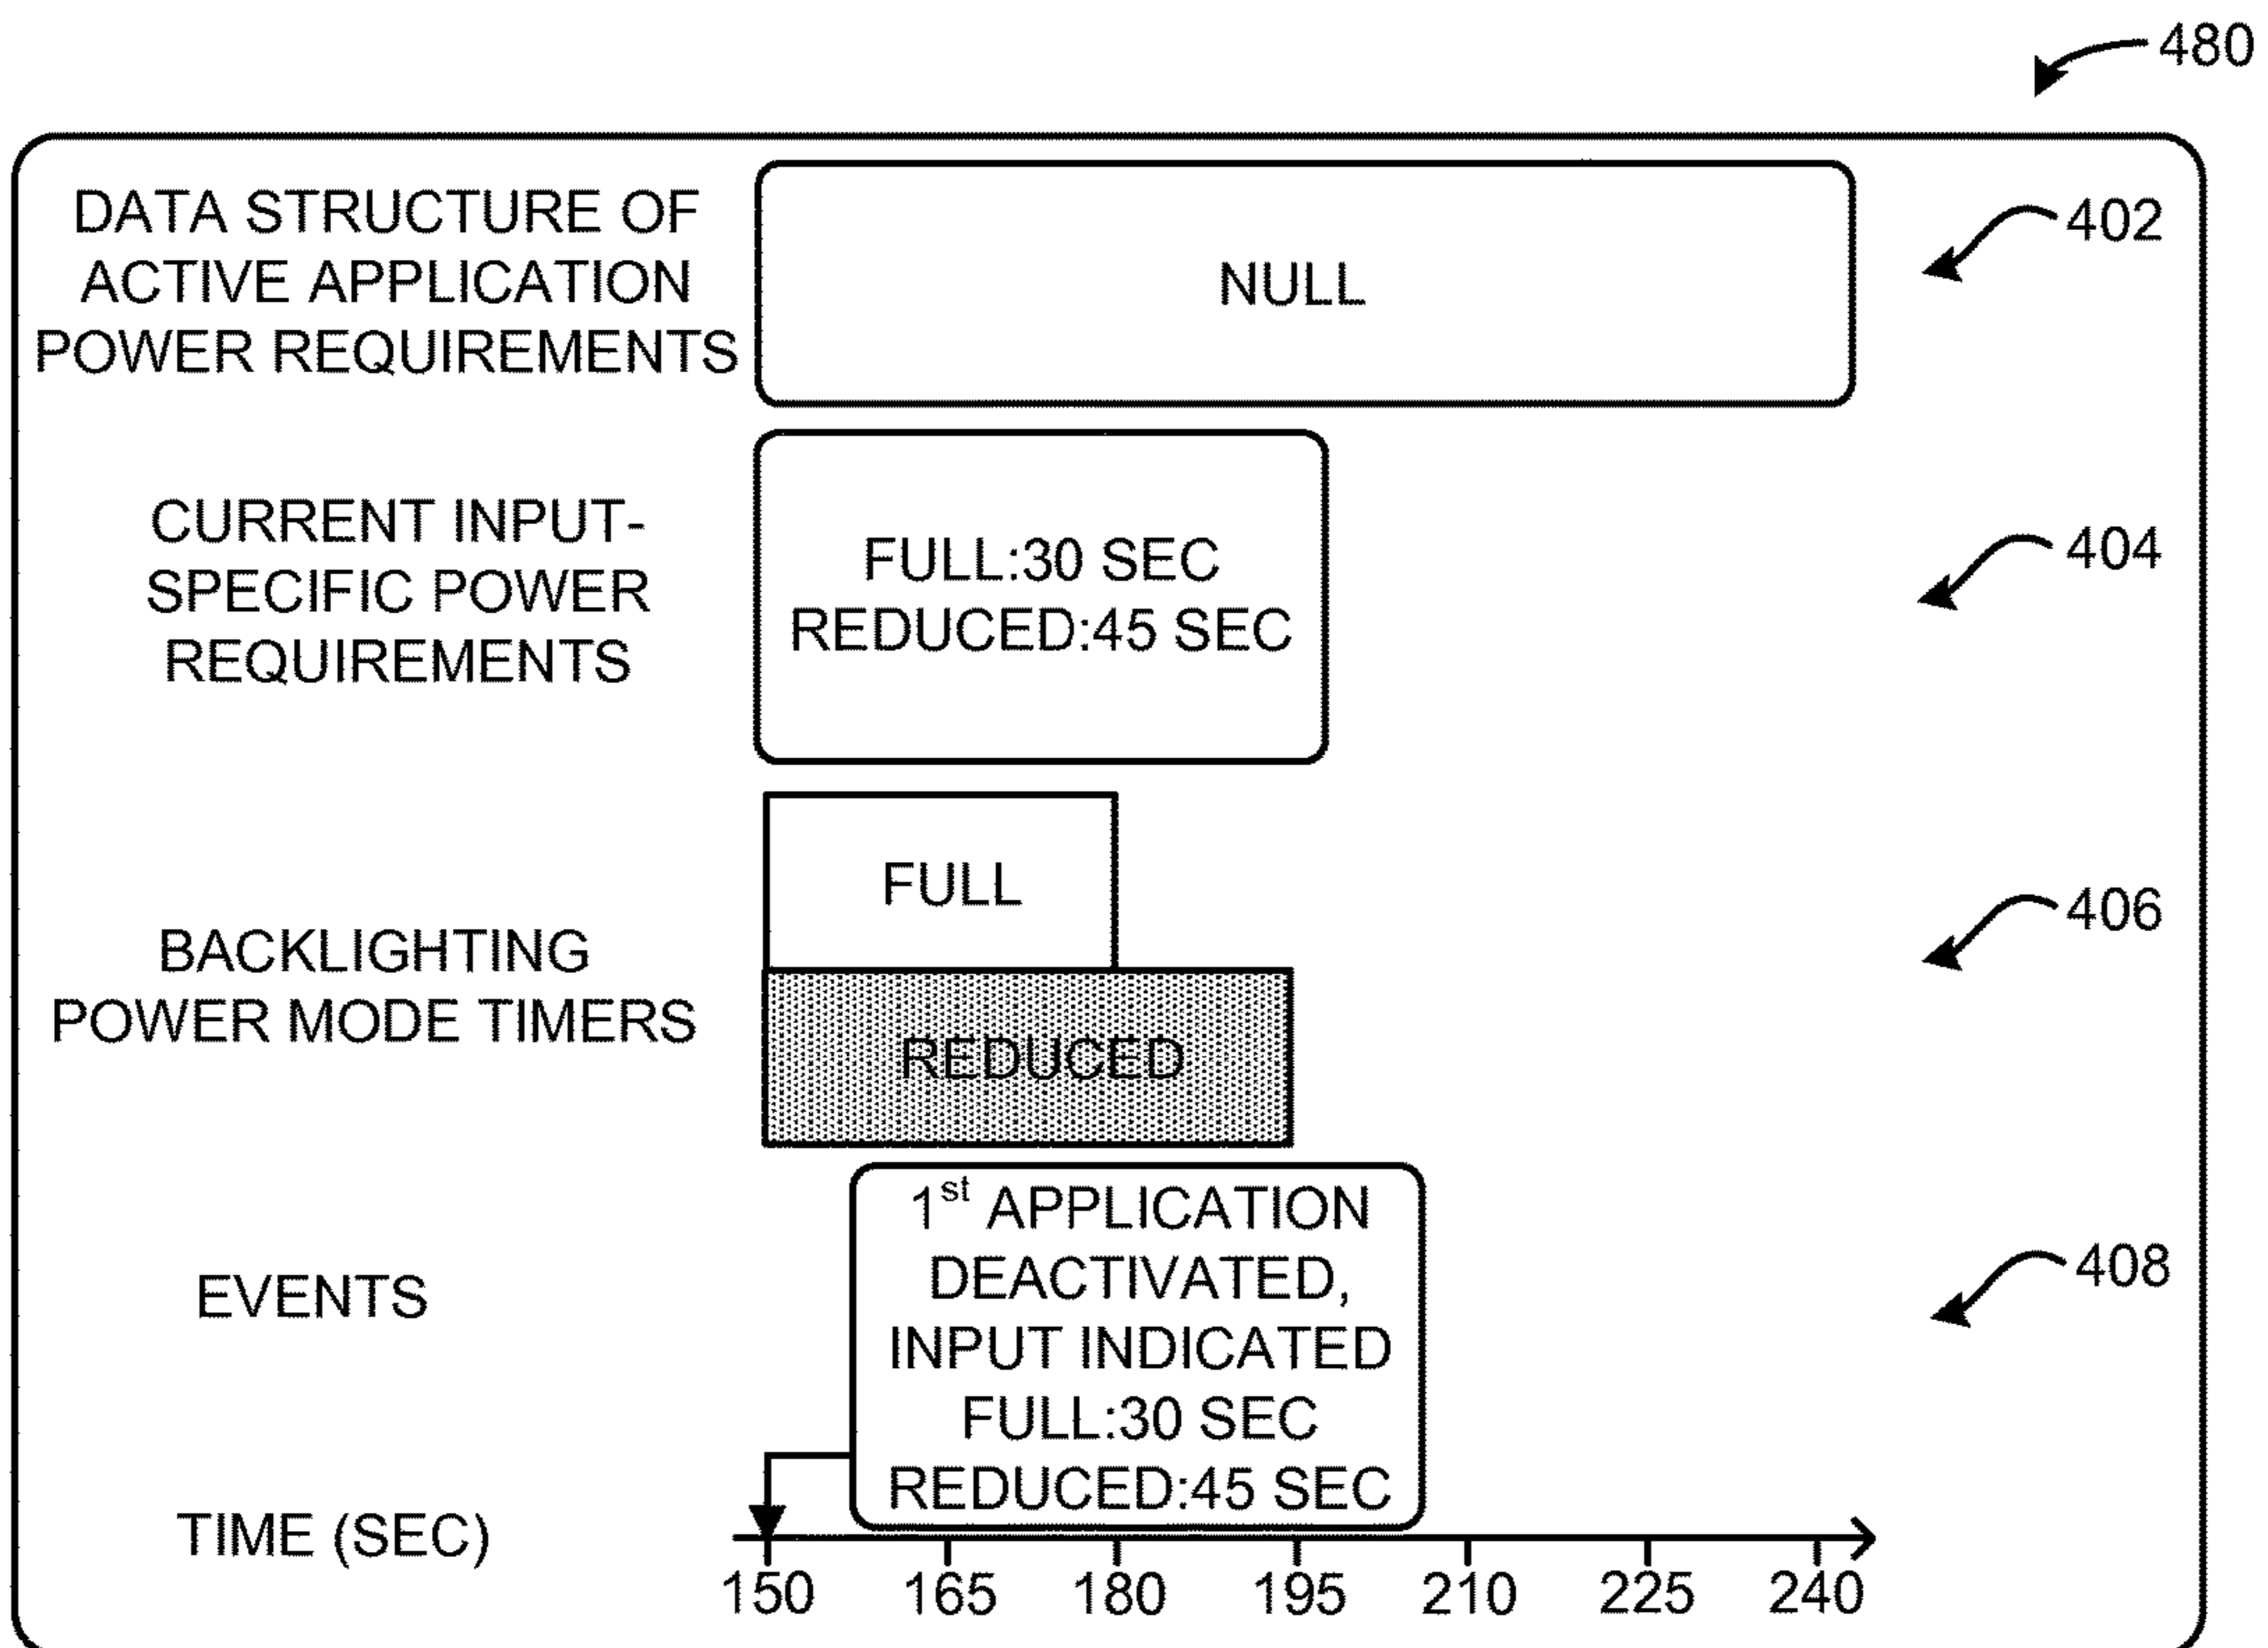 480
DATA STRUCTURE OF
ACTIVE APPLICATION
POWER REQUIREMENTS
NULL
402
CURRENT INPUT-
SPECIFIC POWER
REQUIREMENTS
FULL:30 SEC
REDUCED:45 SEC
404
BACKLIGHTING
POWER MODE TIMERS
FULL
REDUCED
406
EVENTS
1st APPLICATION
DEACTIVATED,
INPUT INDICATED
FULL:30 SEC
REDUCED:45 SEC
408
TIME (SEC)
150 165 180 195 210 225 240